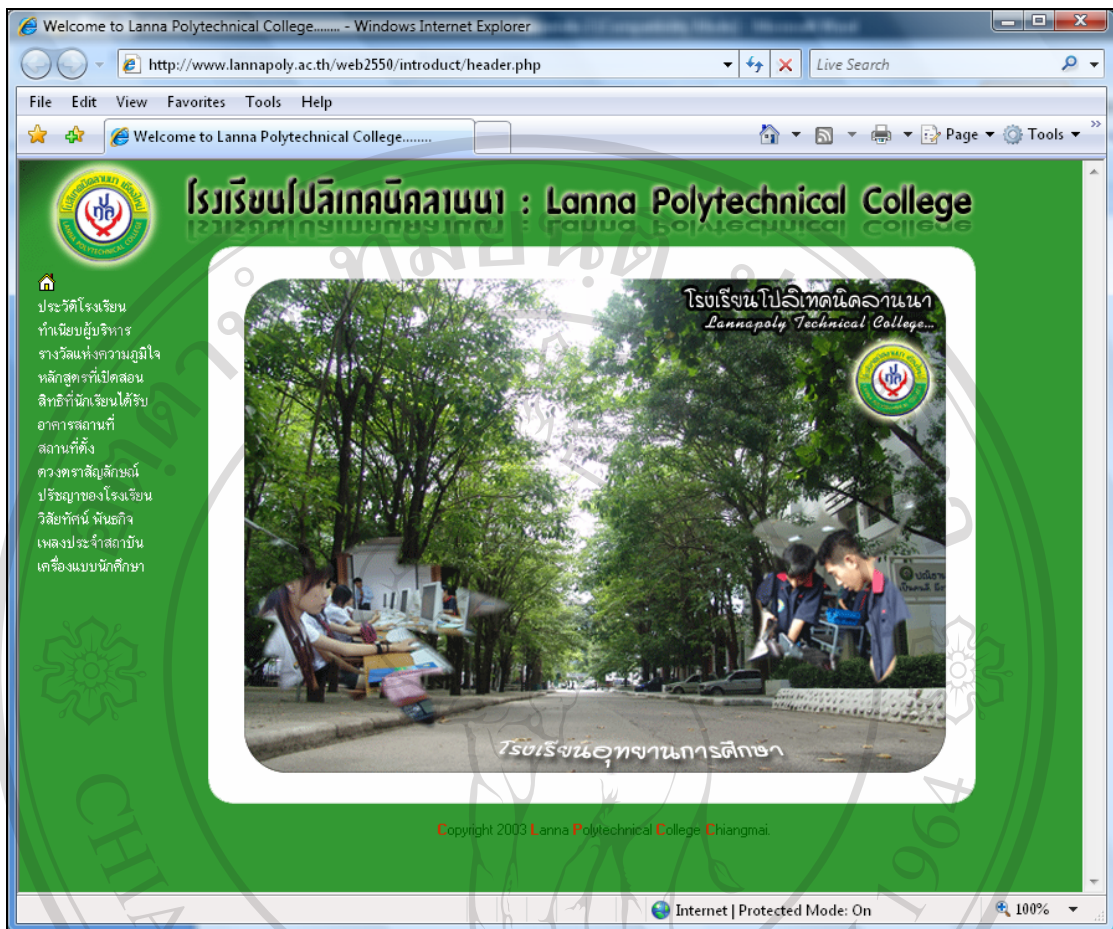 Welcome to Lanna Polytechnical College........ - Windows Internet Explorer
http://www.lannapoly.ac.th/web2550/introduct/header.php
Live Search
File Edit View Favorites Tools Help
Welcome to Lanna Polytechnical College........
Page Tools
โรงเรียนโปลิเทคนิคลานนา : Lanna Polytechnical College
ประวัติโรงเรียน
ทำเนียบผู้บริหาร
รางวัลแห่งความภูมิใจ
หลักสูตรที่เปิดสอน
สิทธิที่นักเรียนได้รับ
อาคารสถานที่
สถานที่ตั้ง
ดวงตราสัญลักษณ์
ปรัชญาของโรงเรียน
วิสัยทัศน์ พันธกิจ
เพลงประจำสถาบัน
เครื่องแบบนักศึกษา
โรงเรียนโปลิเทคนิคลานนา
Lannapoly Technical College...
โรงเรียนอุทยานการศึกษา
Copyright 2003 Lanna Polytechnical College Chiangmai.
Internet | Protected Mode: On
100%
1964